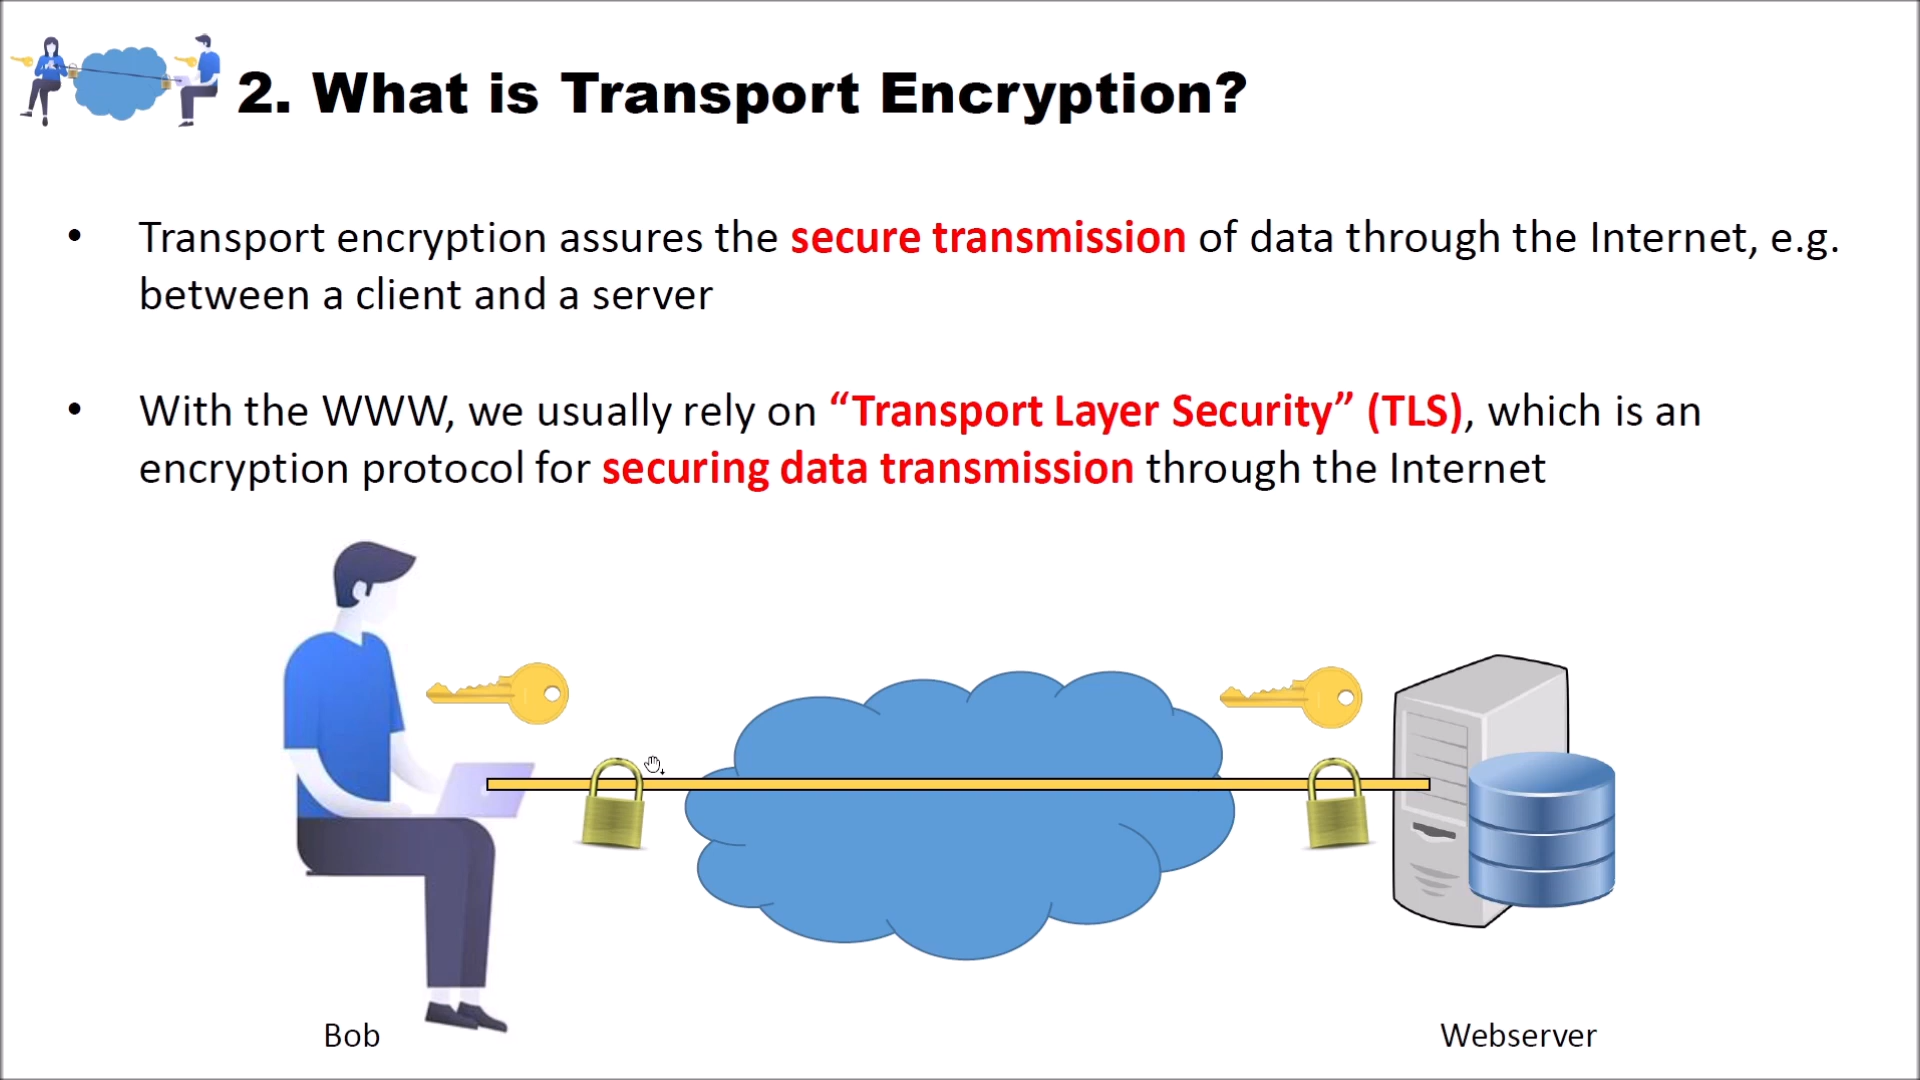 2. What is Transport Encryption?
• Transport encryption assures the secure transmission of data through the Internet, e.g.
between a client and a server
• With the WWW, we usually rely on “Transport Layer Security” (TLS), which is an
encryption protocol for securing data transmission through the Internet
Bob
Webserver